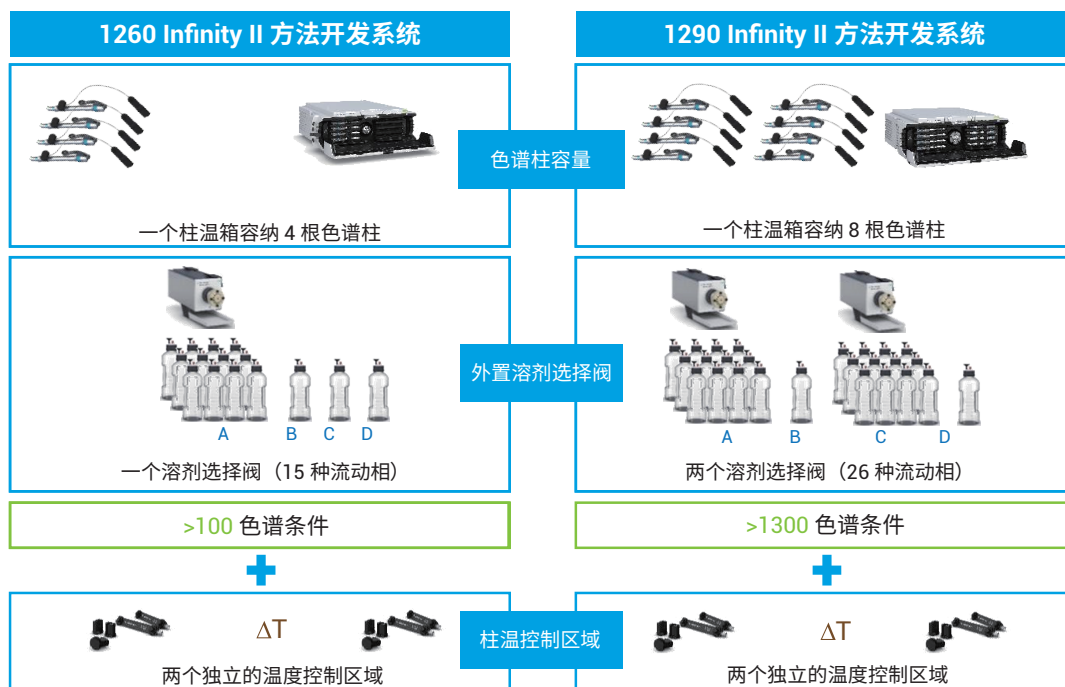 1260 Infinity II 方法开发系统
1290 Infinity II 方法开发系统
色谱柱容量
一个柱温箱容纳 4 根色谱柱
一个柱温箱容纳 8 根色谱柱
外置溶剂选择阀
A B C D
A B C D
一个溶剂选择阀（15 种流动相）
两个溶剂选择阀（26 种流动相）
>100 色谱条件
>1300 色谱条件
柱温控制区域
ΔT
ΔT
两个独立的温度控制区域
两个独立的温度控制区域